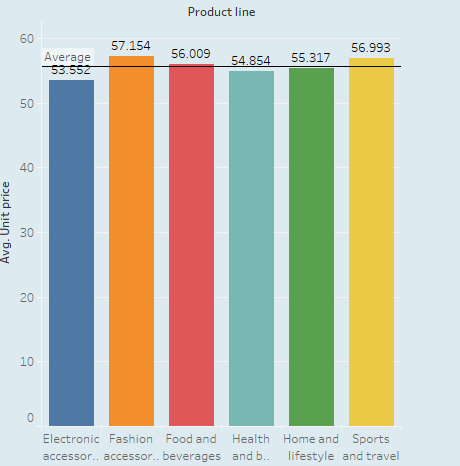 Product line
Avg. Unit price
60
50
40
30
20
10
0
Average
53.552
57.154
56.009
54.854
55.317
56.993
Electronic
accessor..
Fashion
accessor..
Food and
beverages
Health
and b..
Home and
lifestyle
Sports
and travel